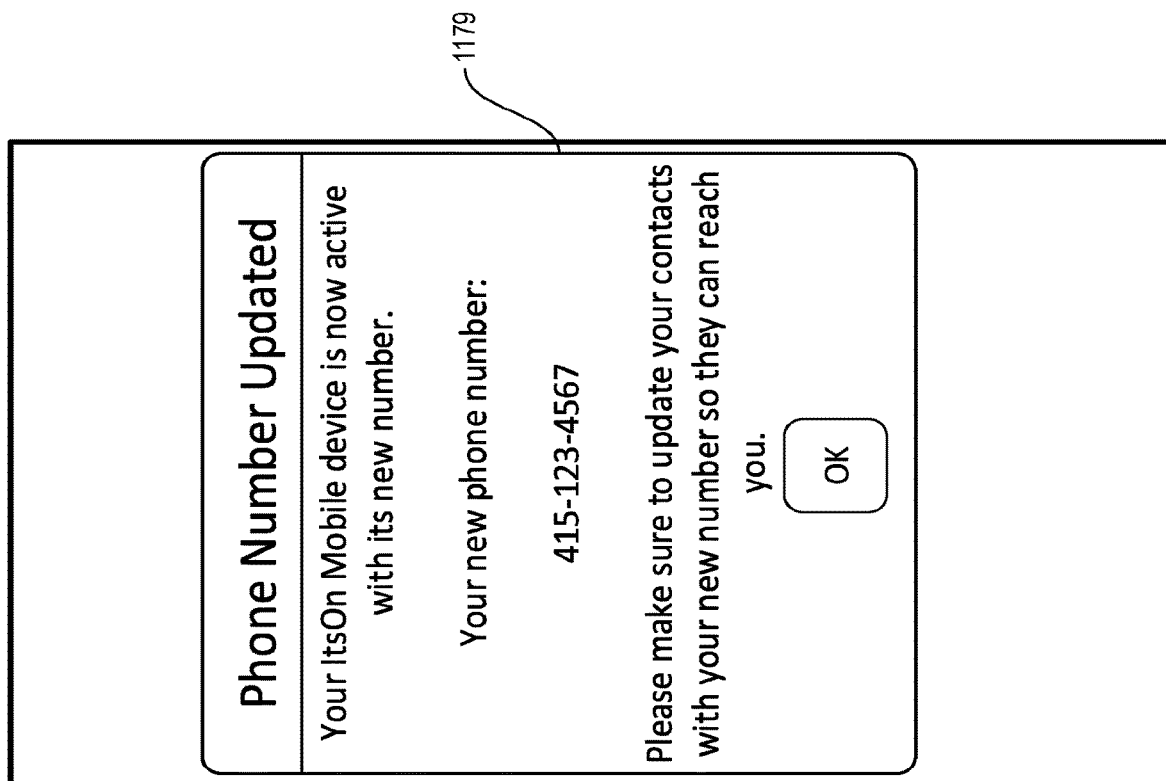 Phone Number Updated
Your ItsOn Mobile device is now active
with its new number.
Your new phone number:
415-123-4567
Please make sure to update your contacts
with your new number so they can reach
you.
OK
1179